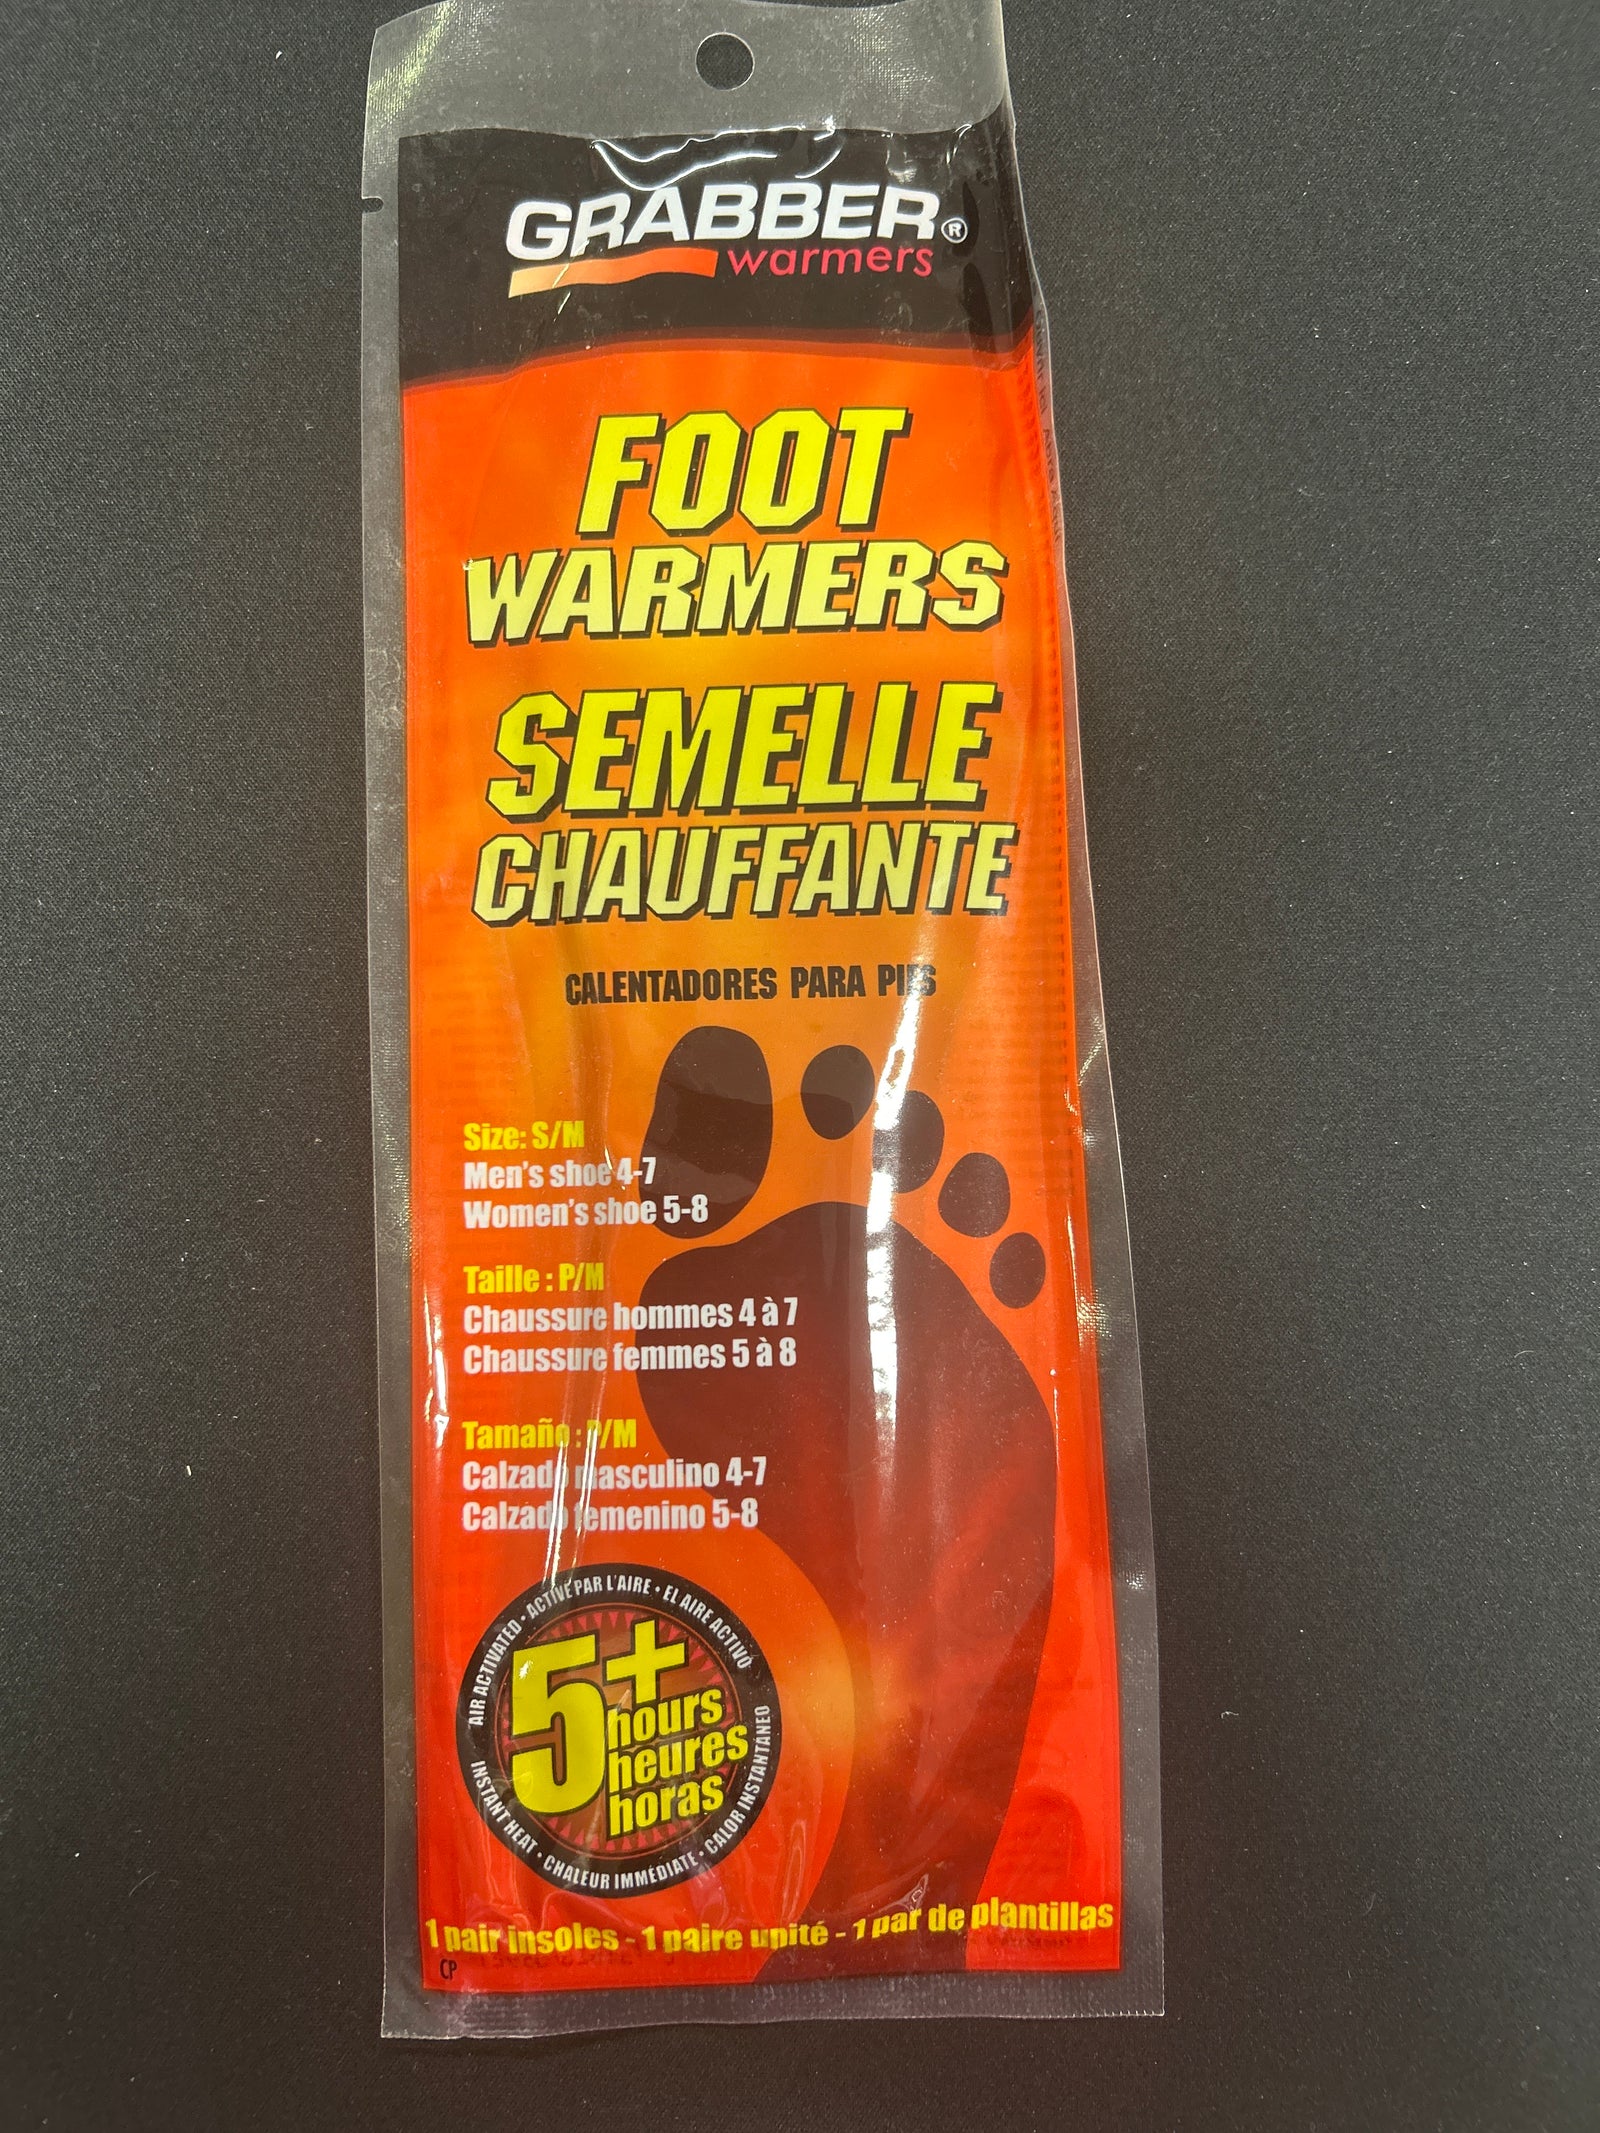 GRABBER®
warmers
FOOT
WARMERS
SEMELLE
CHAUFFANTE
CALENTADORES PARA PIES
Size: S/M
Men's shoe 4-7
Women's shoe 5-8
Taille : P/M
Chaussure hommes 4 à 7
Chaussure femmes 5 à 8
Tamaño : P/M
Calzado masculino 4-7
Calzado femenino 5-8
AIR ACTIVATED • ACTIVÉ PAR L'AIRE • EL AIRE ACTIVÓ
5+
hours
heures
horas
INSTANT HEAT • CHALEUR IMMÉDIATE • CALOR INSTANTÁNEO
1 pair insoles - 1 paire unité - 1 par de plantillas
CP